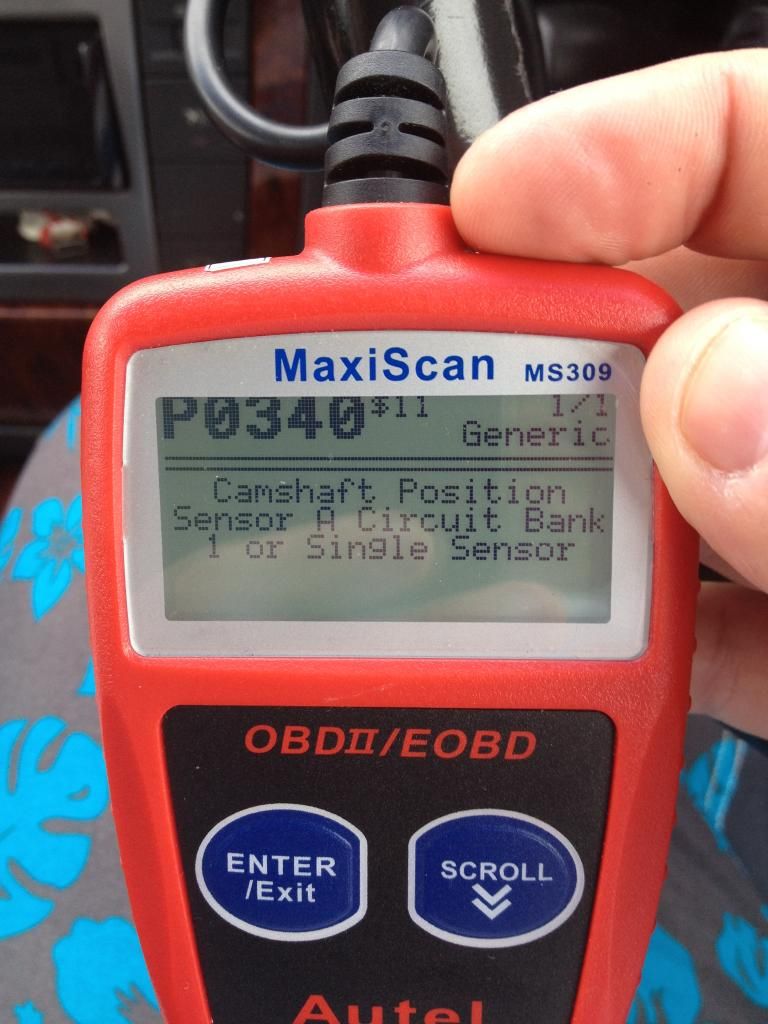 MaxiScan MS309
P0340 $11 1/1
Generic
Camshaft Position
Sensor A Circuit Bank
1 or Single Sensor
OBDII/EOBD
ENTER
/Exit
SCROLL
Autel